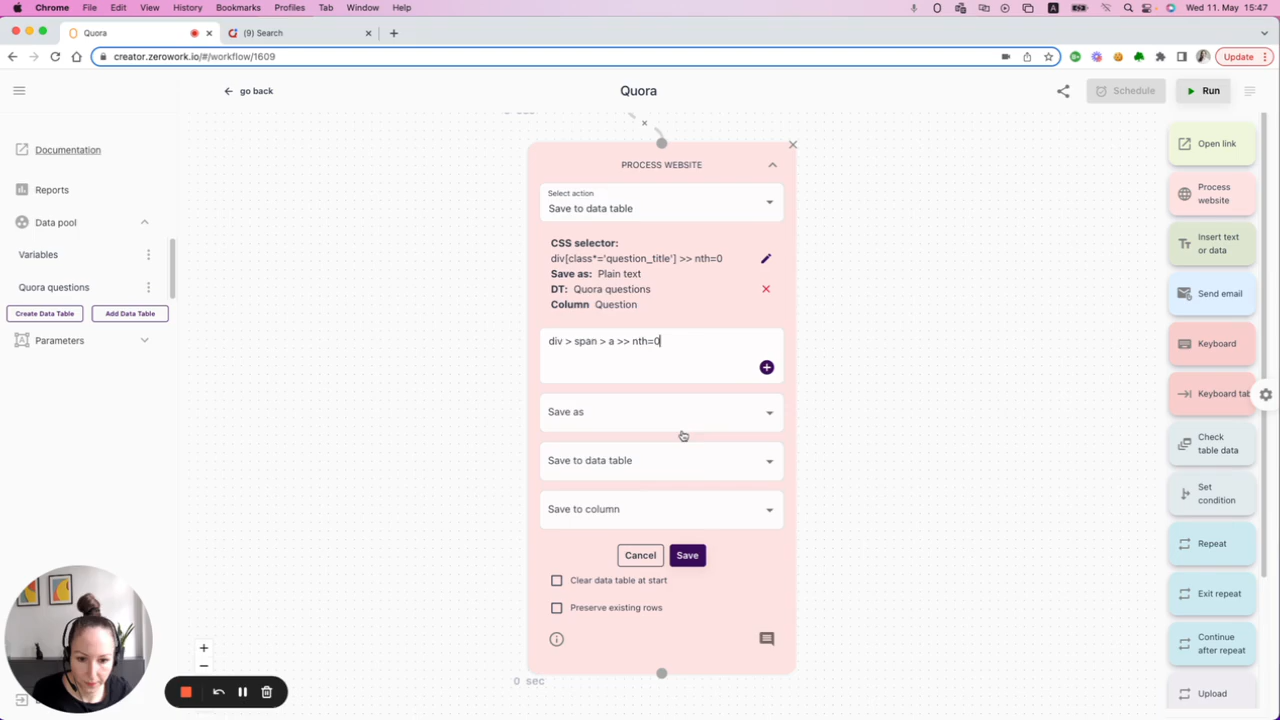 Chrome File Edit View History Bookmarks Profiles Tab Window Help
Wed 11. May 15:47
Quora
(9) Search
creator.zerowork.io/#/workflow/1609
Update
go back
Quora
Schedule
Run
Documentation
Reports
Data pool
Variables
Quora questions
Create Data Table
Add Data Table
Parameters
PROCESS WEBSITE
Select action
Save to data table
CSS selector:
div[class*='question_title'] >> nth=0
Save as: Plain text
DT: Quora questions
Column Question
div > span > a >> nth=0
Save as
Save to data table
Save to column
Cancel
Save
Clear data table at start
Preserve existing rows
0 sec
Open link
Process
website
Insert text
or data
Send email
Keyboard
Keyboard tab
Check
table data
Set
condition
Repeat
Exit repeat
Continue
after repeat
Upload